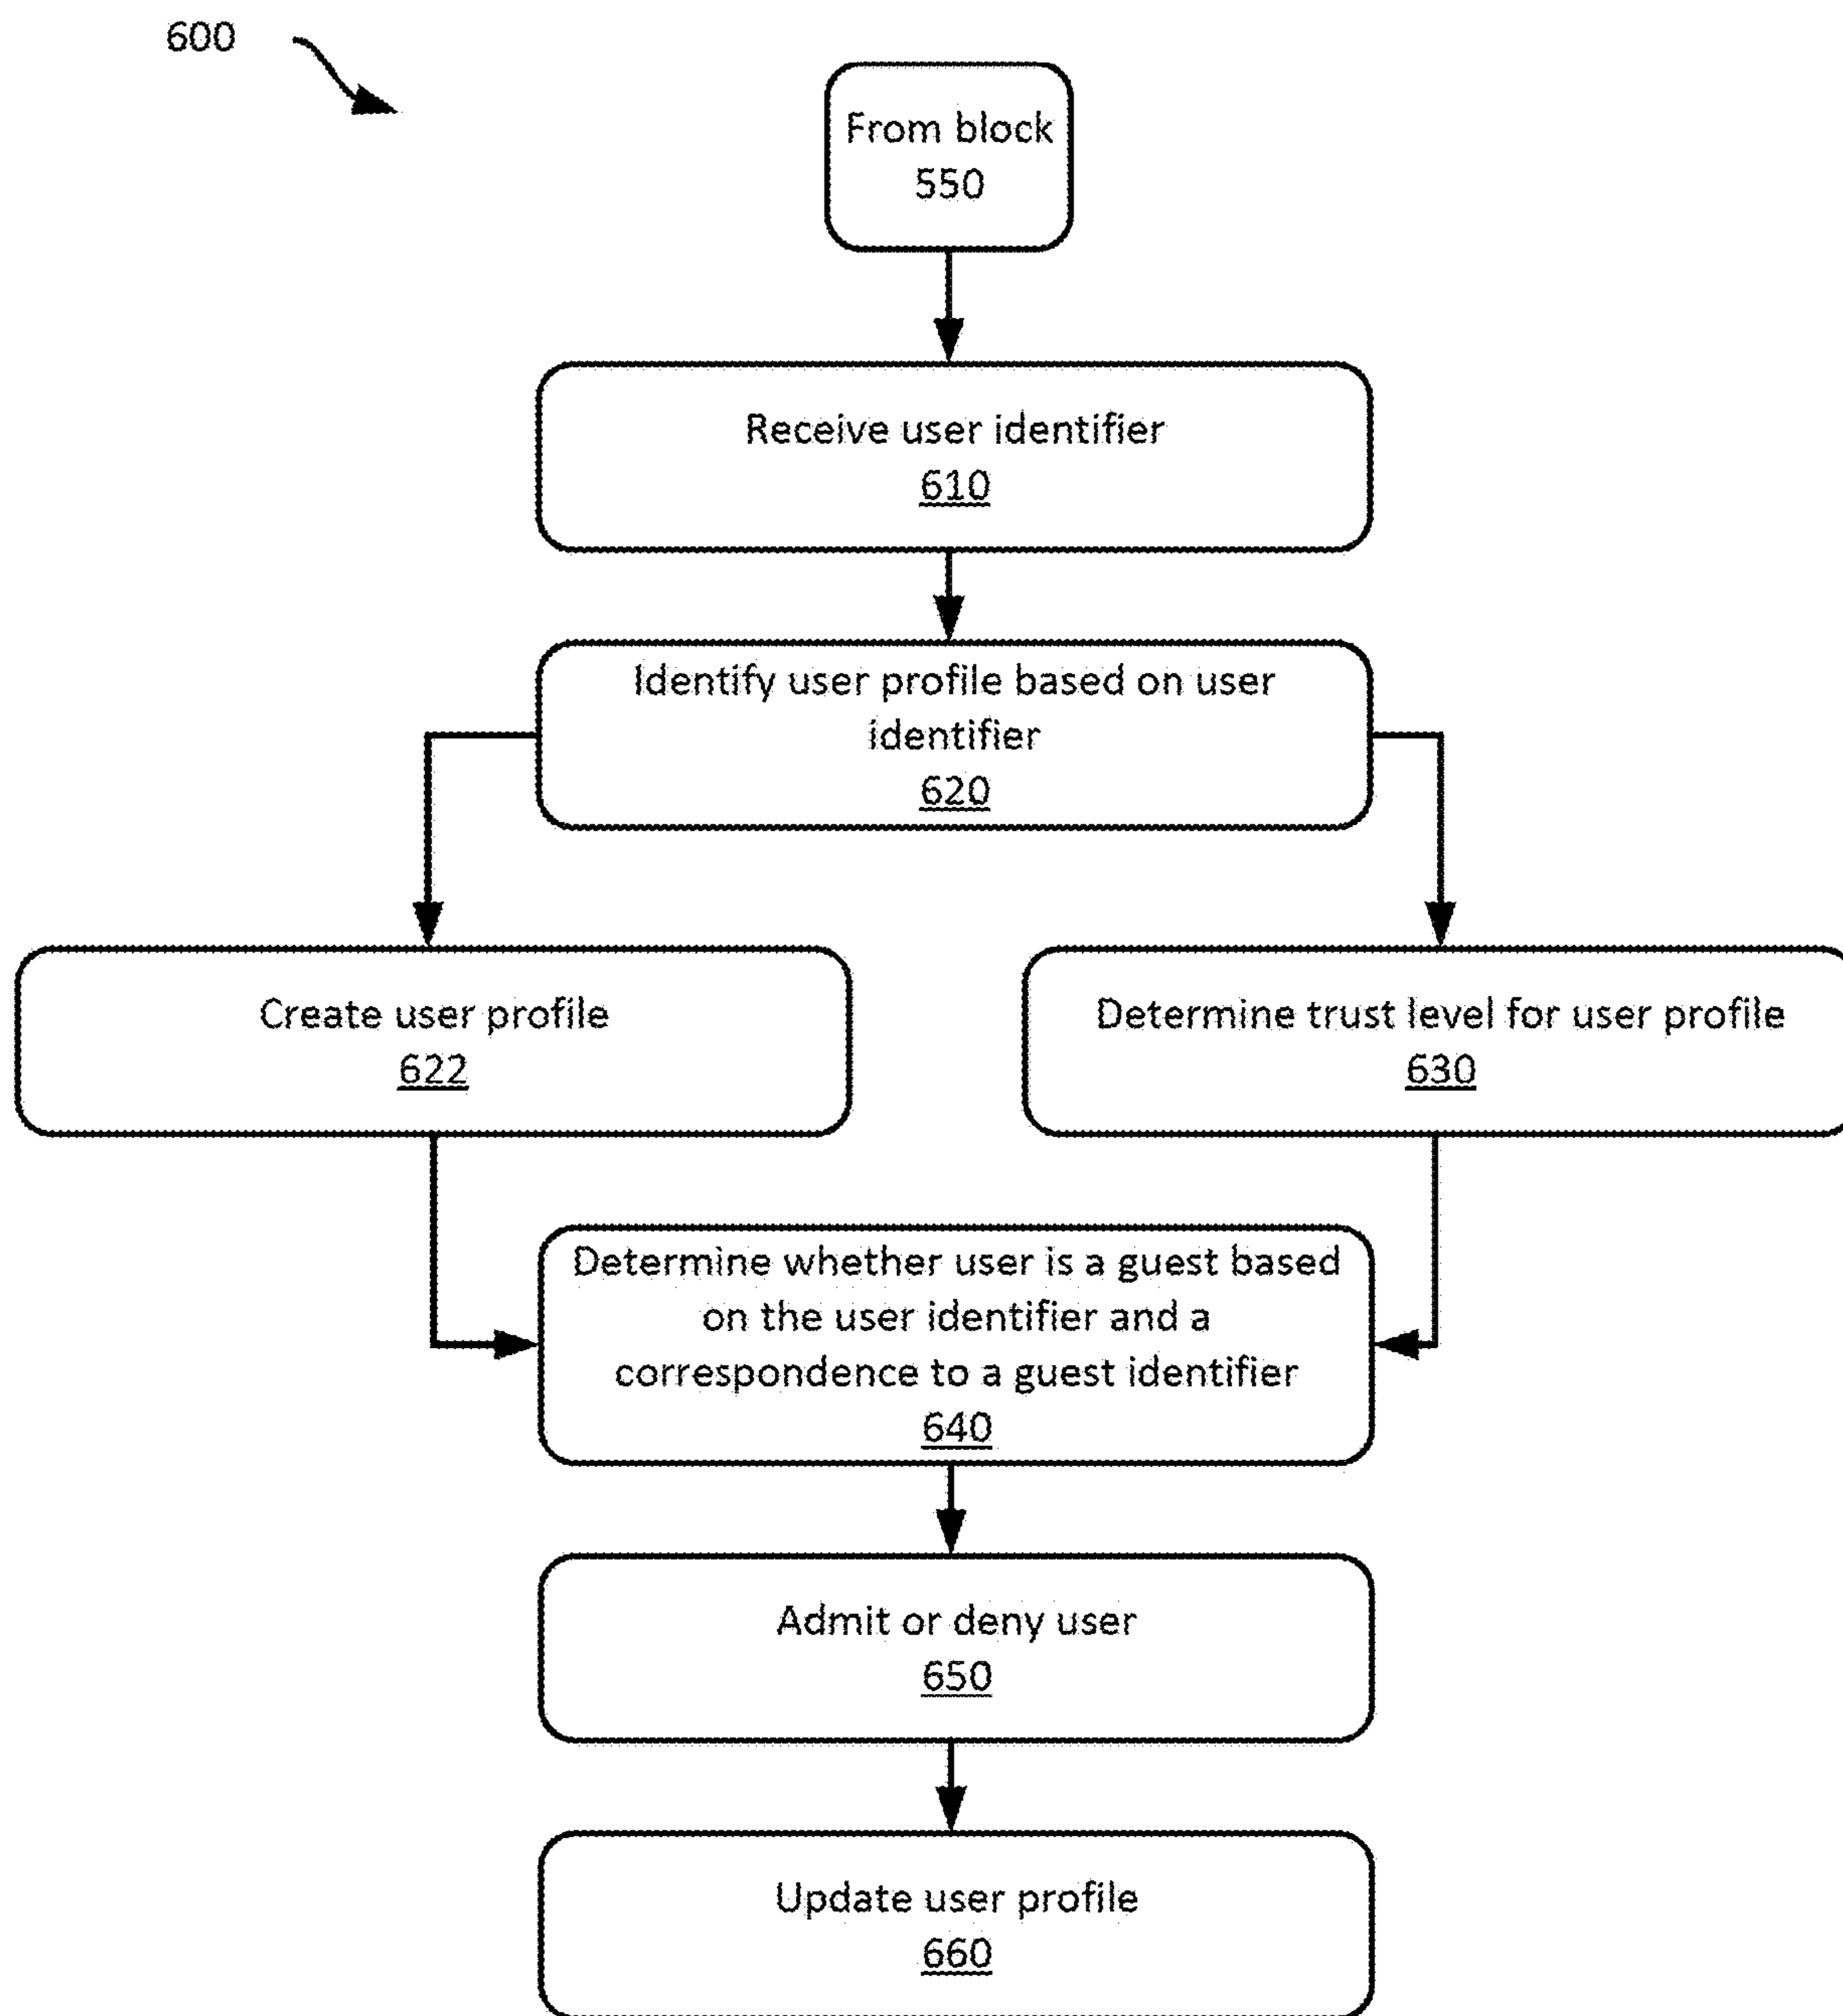 600
From block
550
Receive user identifier
610
Identify user profile based on user
identifier
620
Create user profile
622
Determine trust level for user profile
630
Determine whether user is a guest based
on the user identifier and a
correspondence to a guest identifier
640
Admit or deny user
650
Update user profile
660